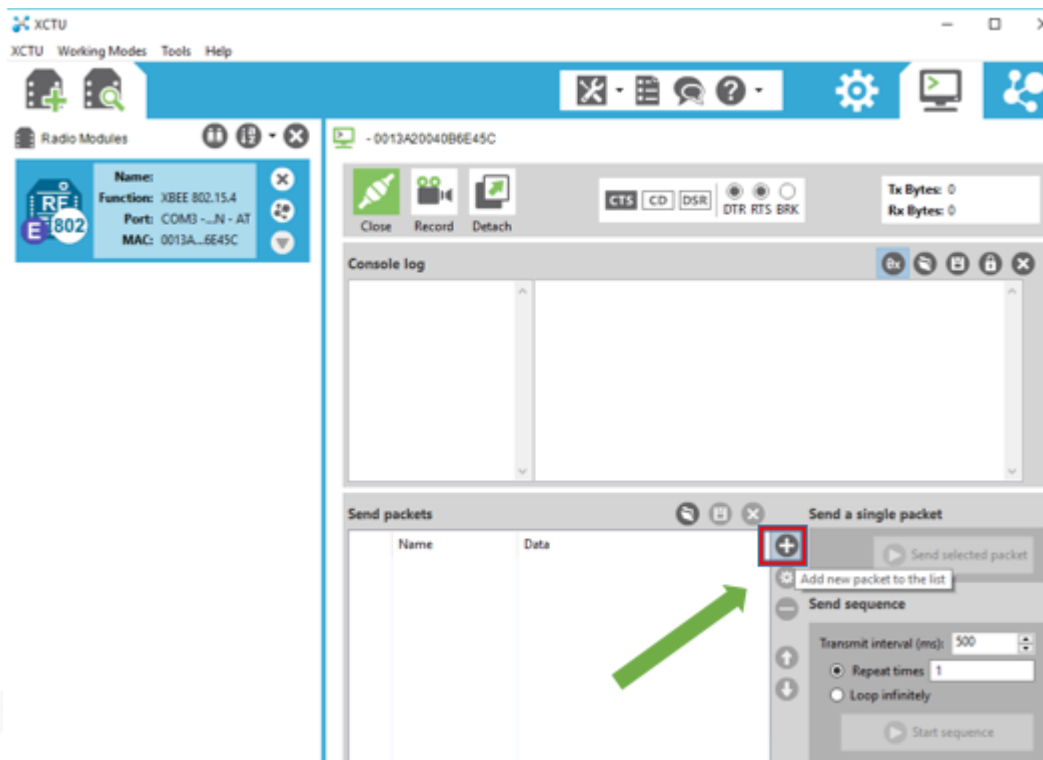 XCTU
XCTU Working Modes Tools Help
Radio Modules
- 0013A20040B6E45C
Name:
Function: XBEE 802.15.4
Port: COM3 -...N - AT
MAC: 0013A...6E45C
RF
E 802
Close Record Detach
CTS CD DSR DTR RTS BRK
Tx Bytes: 0
Rx Bytes: 0
Console log
Send packets
Name Data
Send a single packet
Send selected packet
Add new packet to the list
Send sequence
Transmit interval (ms): 500
Repeat times 1
Loop infinitely
Start sequence